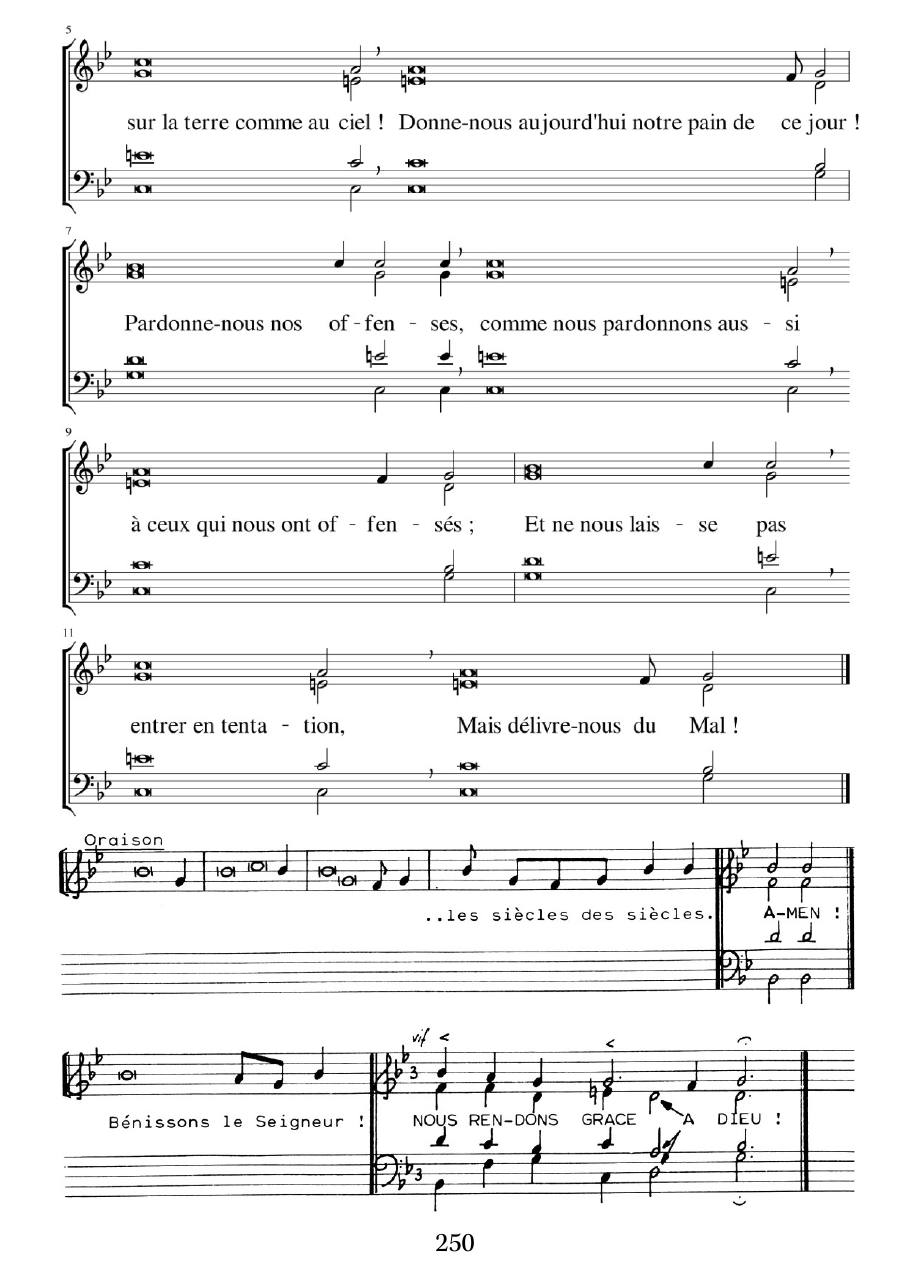 5
sur la terre comme au ciel ! Donne-nous aujourd'hui notre pain de ce jour !
7
Pardonne-nous nos of - fen - ses, comme nous pardonnons aus - si
9
à ceux qui nous ont of - fen - sés ; Et ne nous lais - se pas
11
entrer en tenta - tion, Mais délivre-nous du Mal !
Oraison
..les siècles des siècles. A-MEN !
vif
3
Bénissons le Seigneur ! NOUS REN-DONS GRACE A DIEU !
3
250